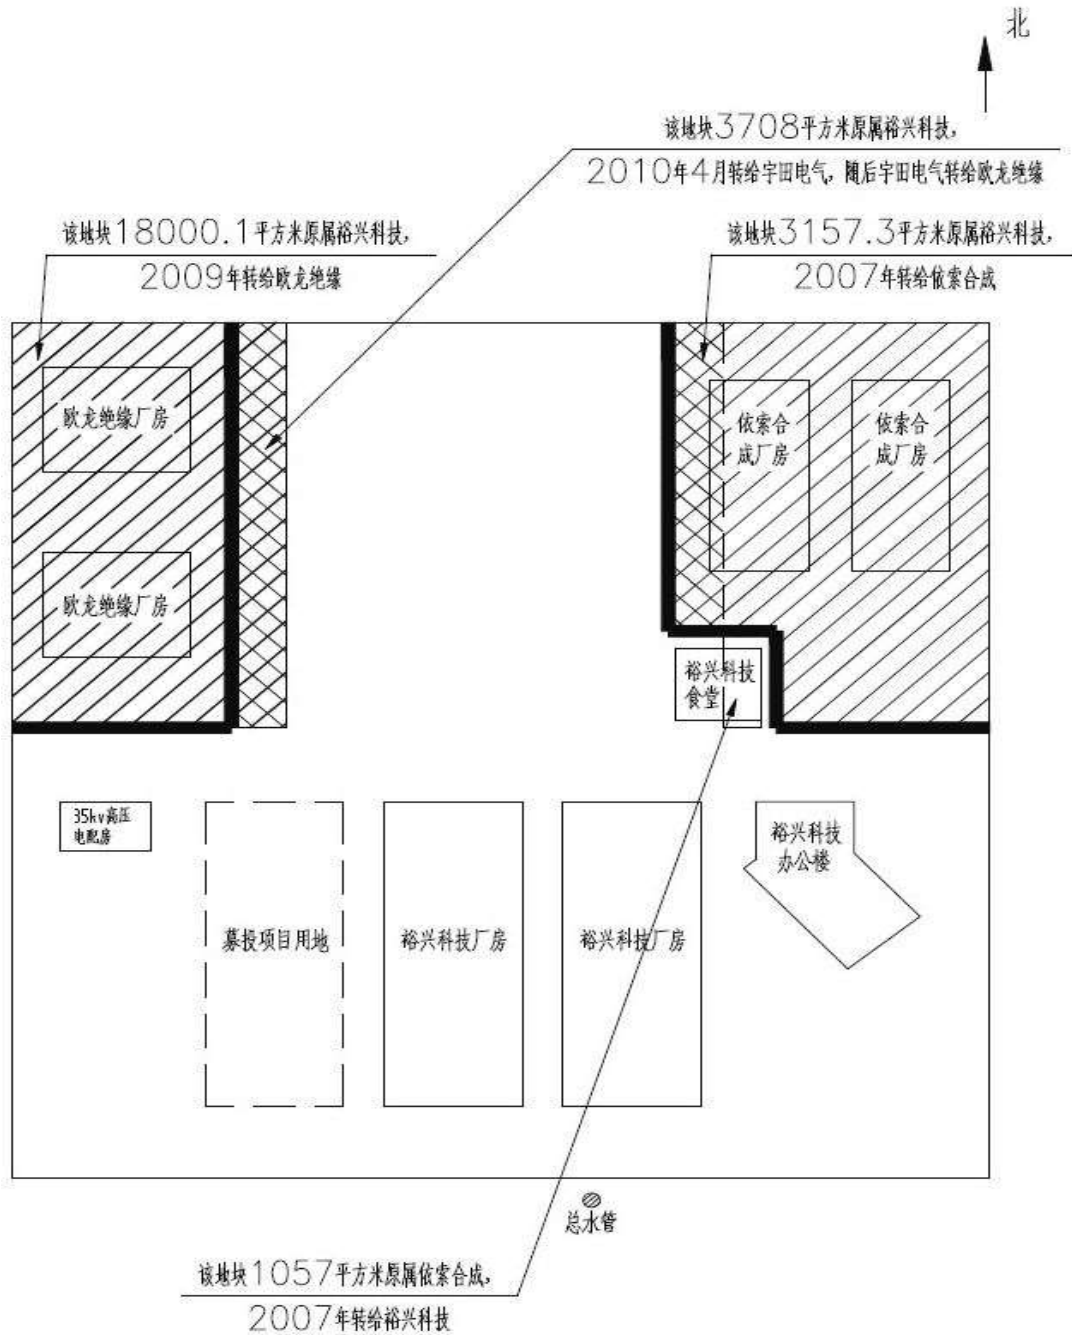 北
该地块3708平方米原属裕兴科技,
2010年4月转给宇田电气, 随后宇田电气转给欧龙绝缘
该地块18000.1平方米原属裕兴科技,
2009年转给欧龙绝缘
该地块3157.3平方米原属裕兴科技,
2007年转给依索合成
欧龙绝缘厂房
依索合
成厂房
依索合
成厂房
欧龙绝缘厂房
裕兴科技
食堂
35kv高压
电配房
裕兴科技
办公楼
募投项目用地
裕兴科技厂房
裕兴科技厂房
总水管
该地块1057平方米原属依索合成,
2007年转给裕兴科技